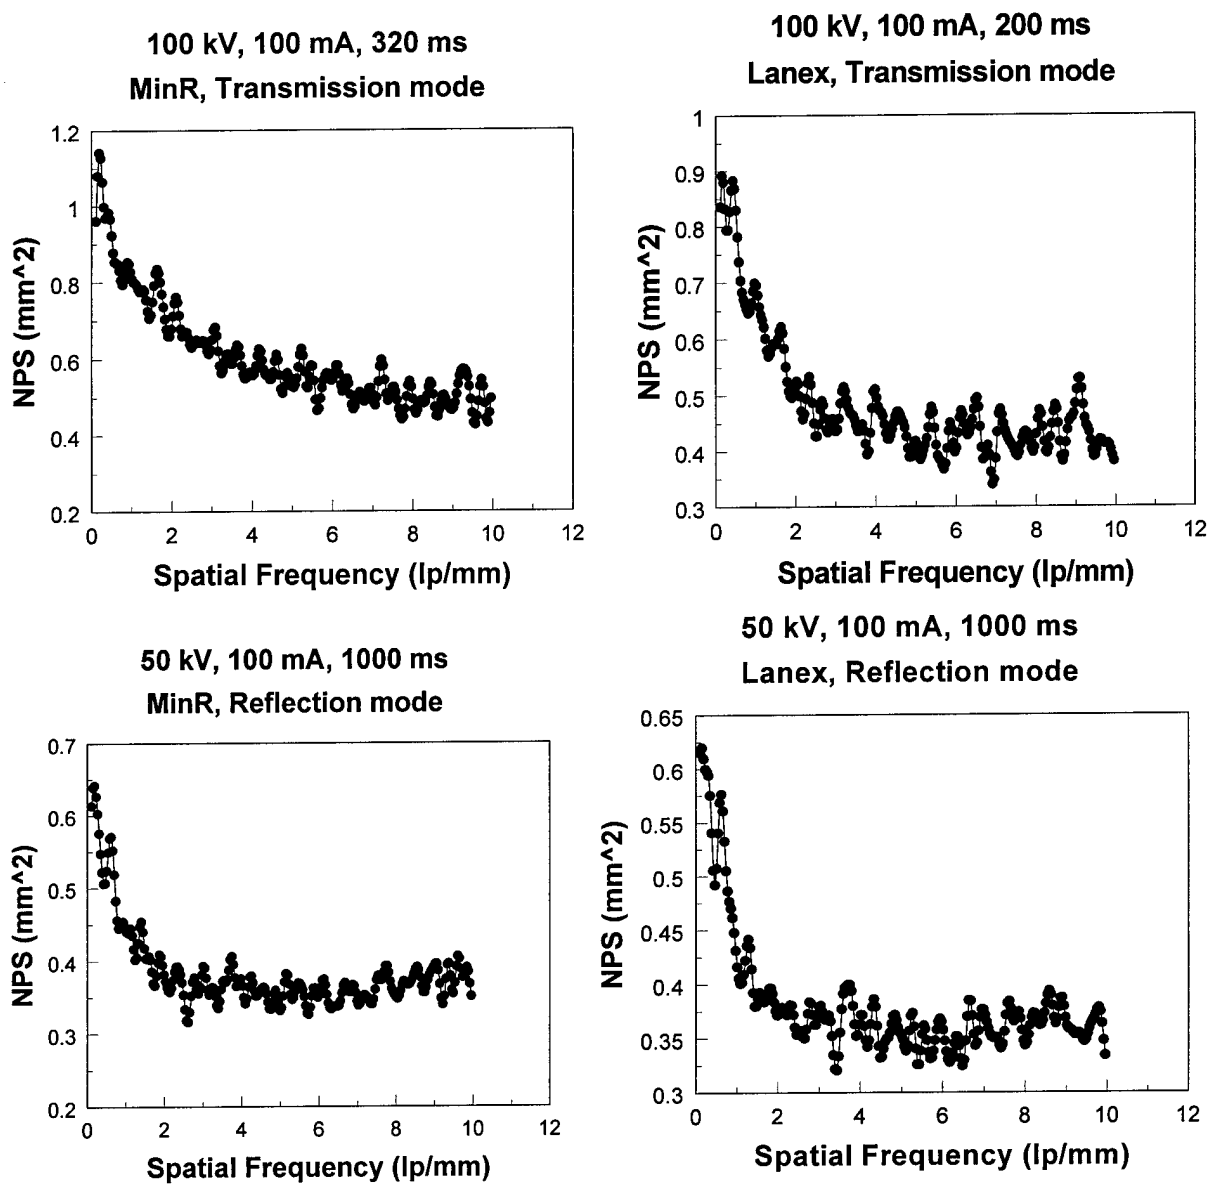 100 kV, 100 mA, 320 ms
MinR, Transmission mode
1.2
1
0.8
0.6
0.4
0.2
NPS (mm^2)
0 2 4 6 8 10 12
Spatial Frequency (lp/mm)
100 kV, 100 mA, 200 ms
Lanex, Transmission mode
1
0.9
0.8
0.7
0.6
0.5
0.4
0.3
NPS (mm^2)
0 2 4 6 8 10 12
Spatial Frequency (lp/mm)
50 kV, 100 mA, 1000 ms
MinR, Reflection mode
0.7
0.6
0.5
0.4
0.3
0.2
NPS (mm^2)
0 2 4 6 8 10 12
Spatial Frequency (lp/mm)
50 kV, 100 mA, 1000 ms
Lanex, Reflection mode
0.65
0.6
0.55
0.5
0.45
0.4
0.35
0.3
NPS (mm^2)
0 2 4 6 8 10 12
Spatial Frequency (lp/mm)